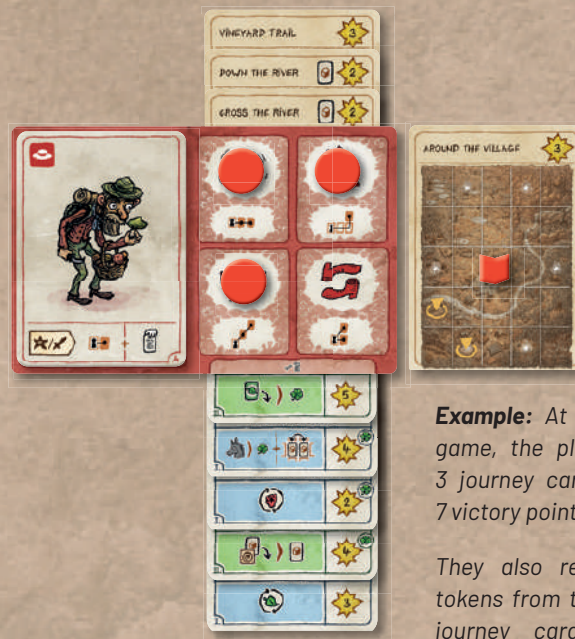 VINEYARD TRAIL 3
DOWN THE RIVER 2
CROSS THE RIVER 2
AROUND THE VILLAGE 3
5
4
2
4
3
Example: At
game, the pl
3 journey car
7 victory point
They also re
tokens from t
journey card